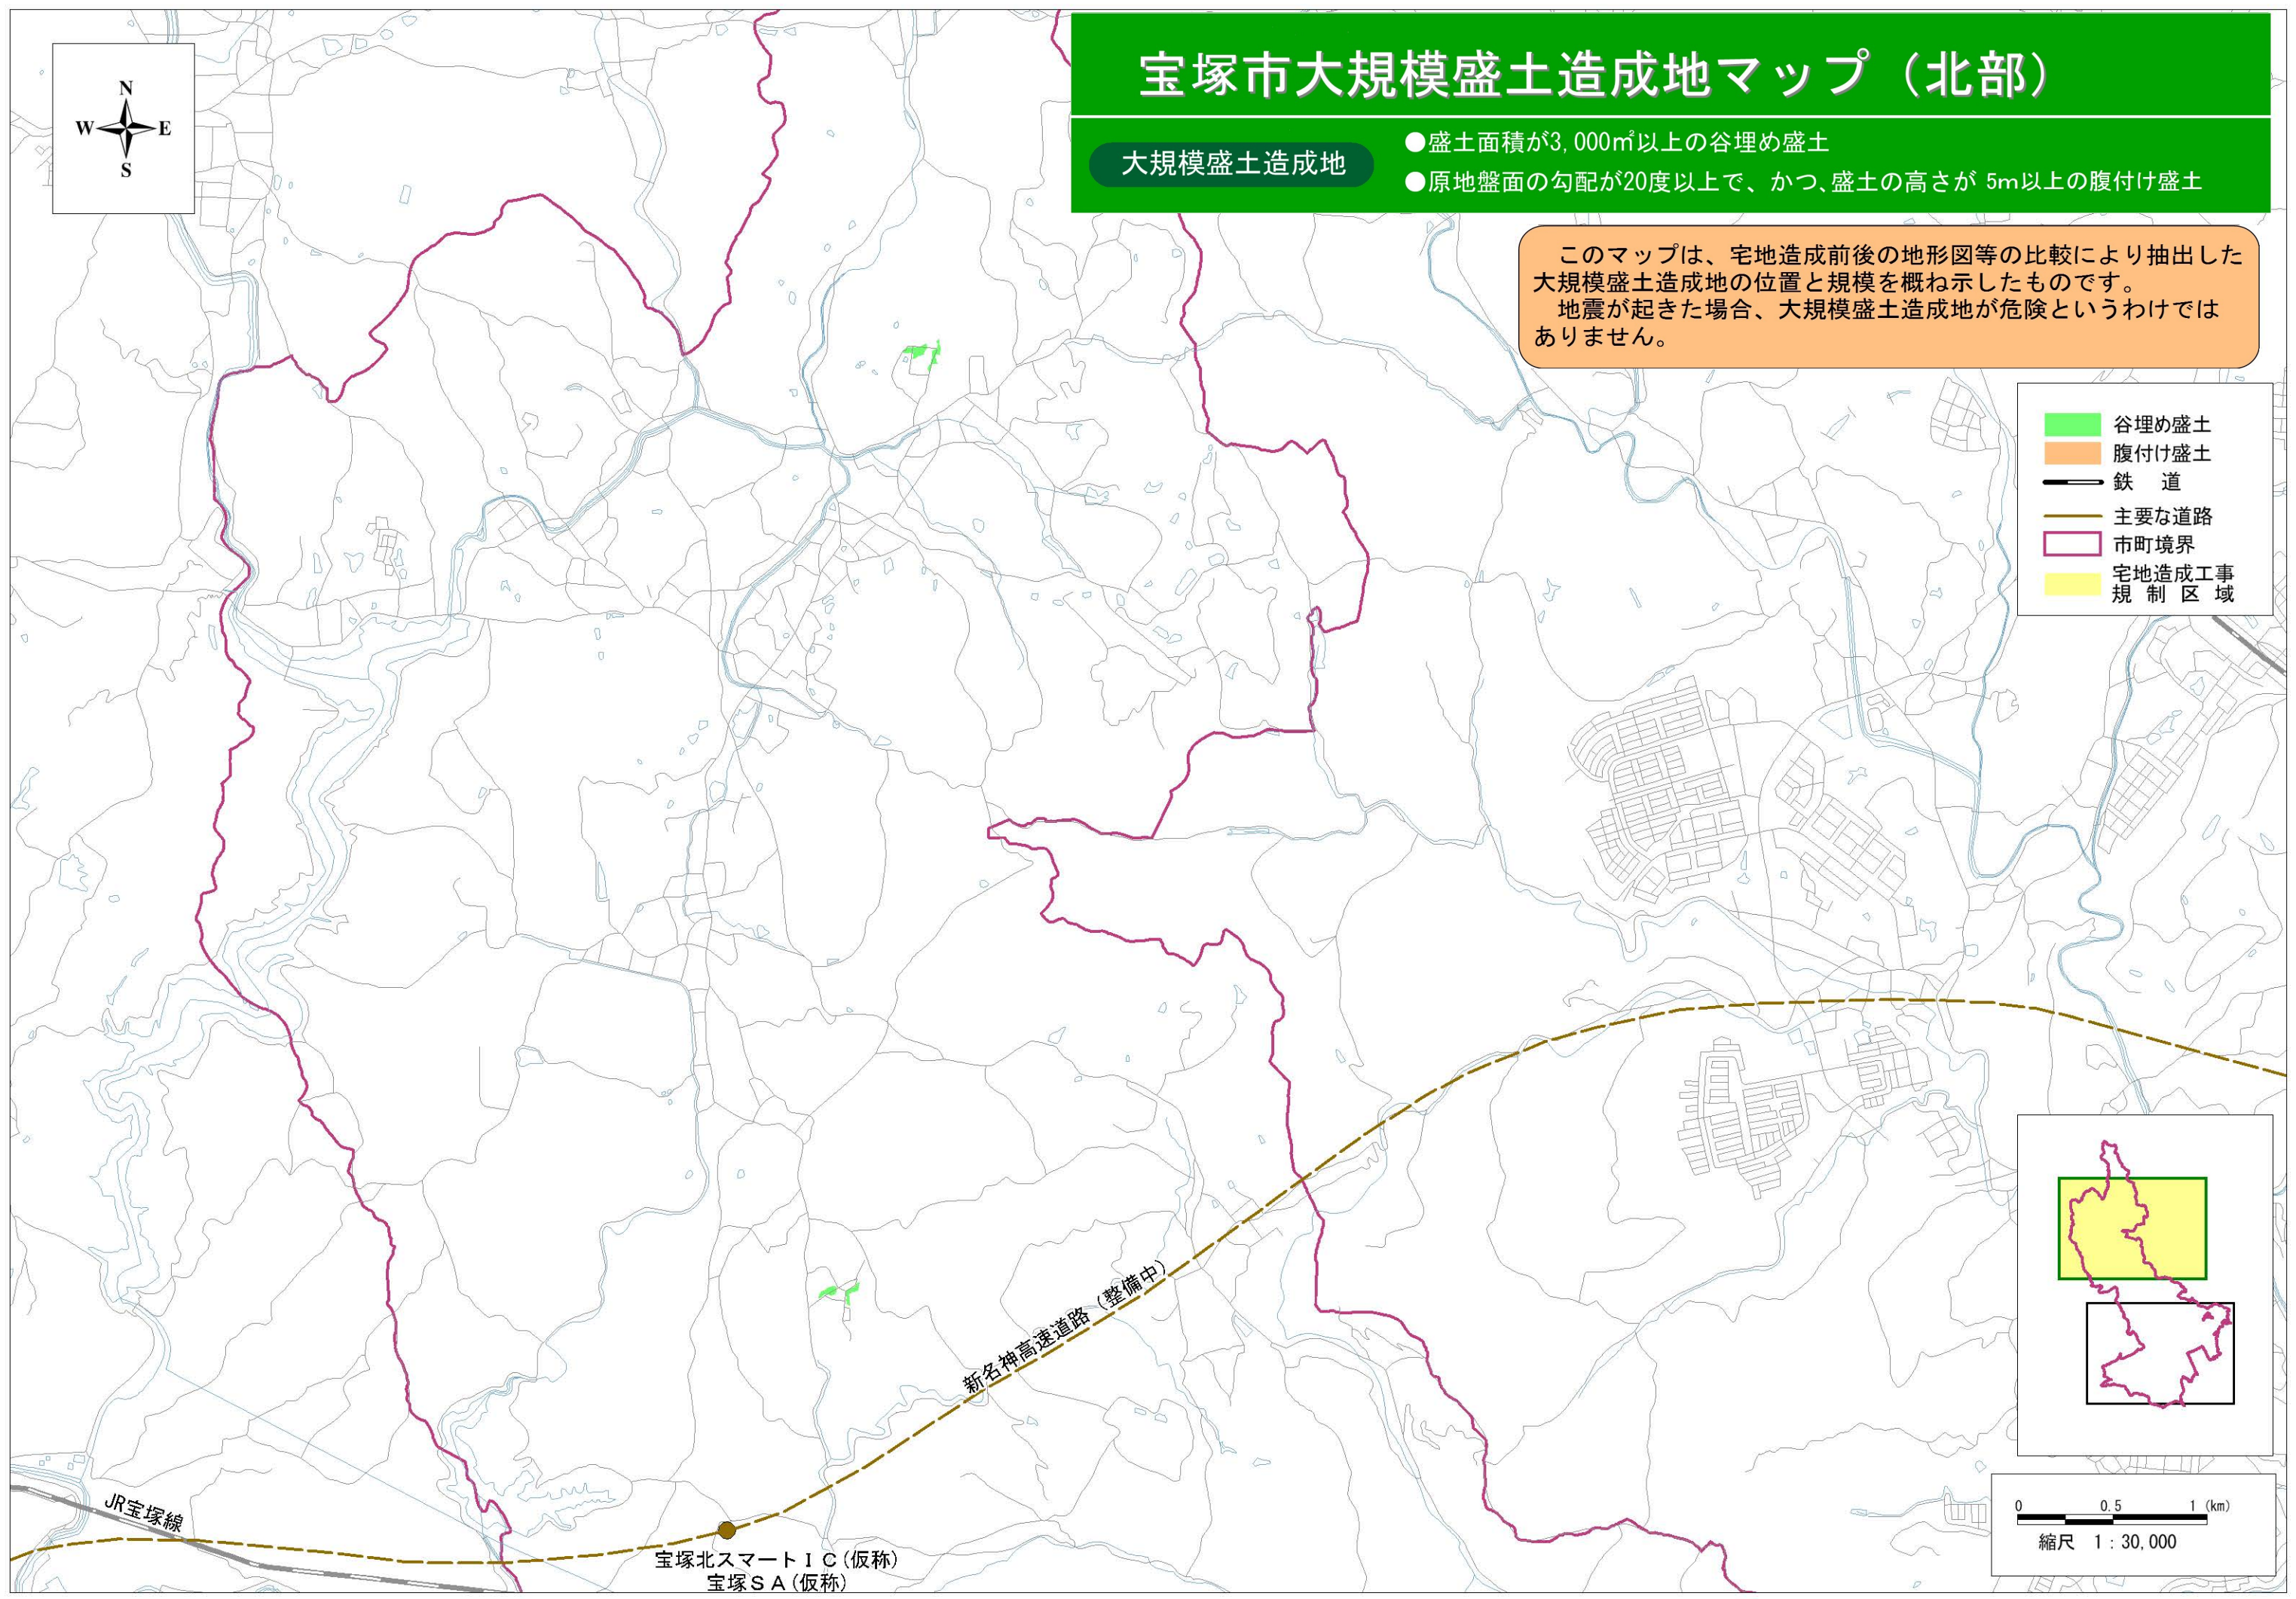 宝塚市大規模盛土造成地マップ（北部）
大規模盛土造成地
●盛土面積が3,000㎡以上の谷埋め盛土
●原地盤面の勾配が20度以上で、かつ、盛土の高さが 5m以上の腹付け盛土
このマップは、宅地造成前後の地形図等の比較により抽出した
大規模盛土造成地の位置と規模を概ね示したものです。
地震が起きた場合、大規模盛土造成地が危険というわけでは
ありません。
N
W
E
S
谷埋め盛土
腹付け盛土
鉄　道
主要な道路
市町境界
宅地造成工事
規 制 区 域
新名神高速道路（整備中）
JR宝塚線
宝塚北スマートＩＣ(仮称)
宝塚ＳＡ(仮称)
0 0.5 1 (km)
縮尺　1：30,000